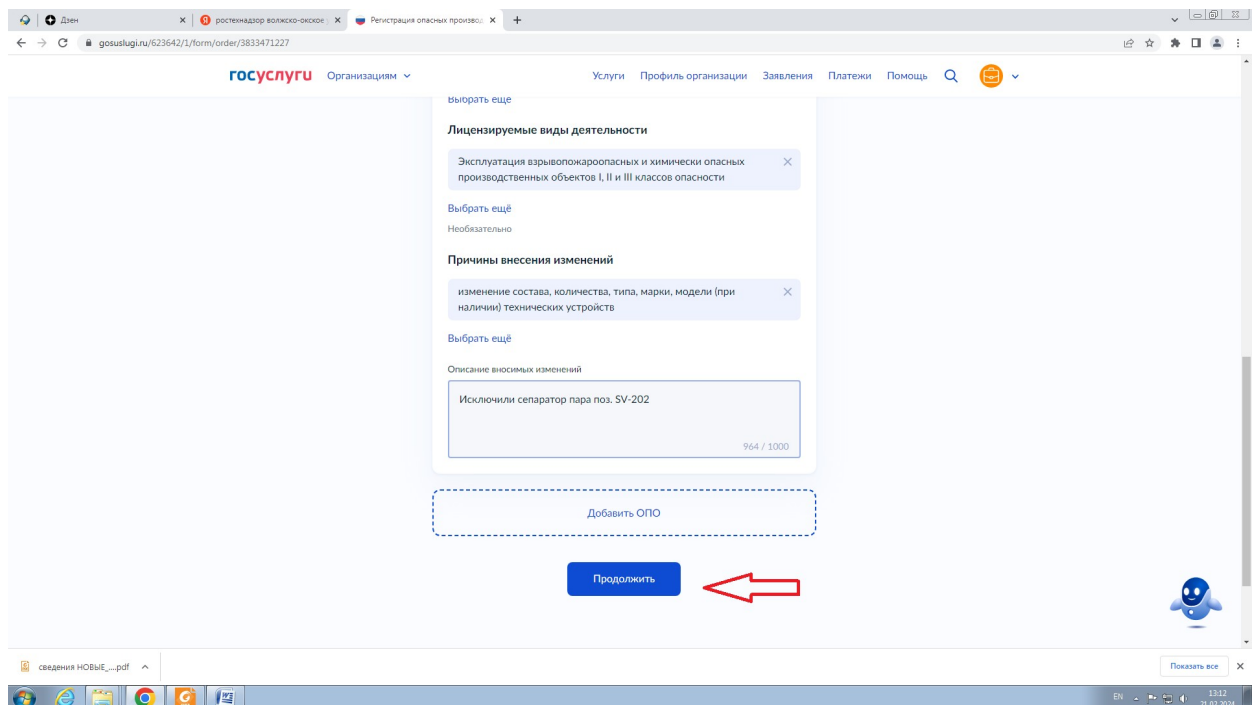 Дзен
ростехнадзор волжско-окское
Регистрация опасных производ
gosuslugi.ru/623642/1/form/order/3833471227
госуслуги Организациям Услуги Профиль организации Заявления Платежи Помощь
Выбрать ещё
Лицензируемые виды деятельности
Эксплуатация взрывопожароопасных и химически опасных
производственных объектов I, II и III классов опасности
Выбрать ещё
Необязательно
Причины внесения изменений
изменение состава, количества, типа, марки, модели (при
наличии) технических устройств
Выбрать ещё
Описание вносимых изменений
Исключили сепаратор пара поз. SV-202
964 / 1000
Добавить ОПО
Продолжить
сведения НОВЫЕ_....pdf
Показать все
EN
13:12
21.02.2024